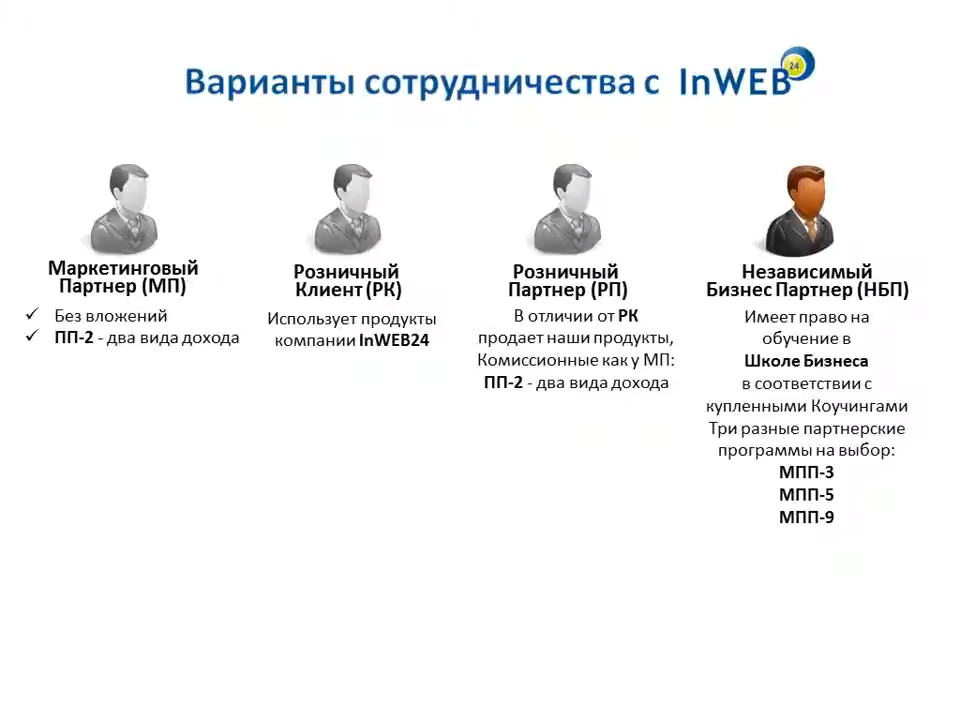 Варианты сотрудничества с InWEB 24
Маркетинговый
Партнер (МП)
✓ Без вложений
✓ ПП-2 - два вида дохода
Розничный
Клиент (РК)
Использует продукты
компании InWEB24
Розничный
Партнер (РП)
В отличии от РК
продает наши продукты,
Комиссионные как у МП:
ПП-2 - два вида дохода
Независимый
Бизнес Партнер (НБП)
Имеет право на
обучение в
Школе Бизнеса
в соответствии с
купленными Коучингами
Три разные партнерские
программы на выбор:
МПП-3
МПП-5
МПП-9